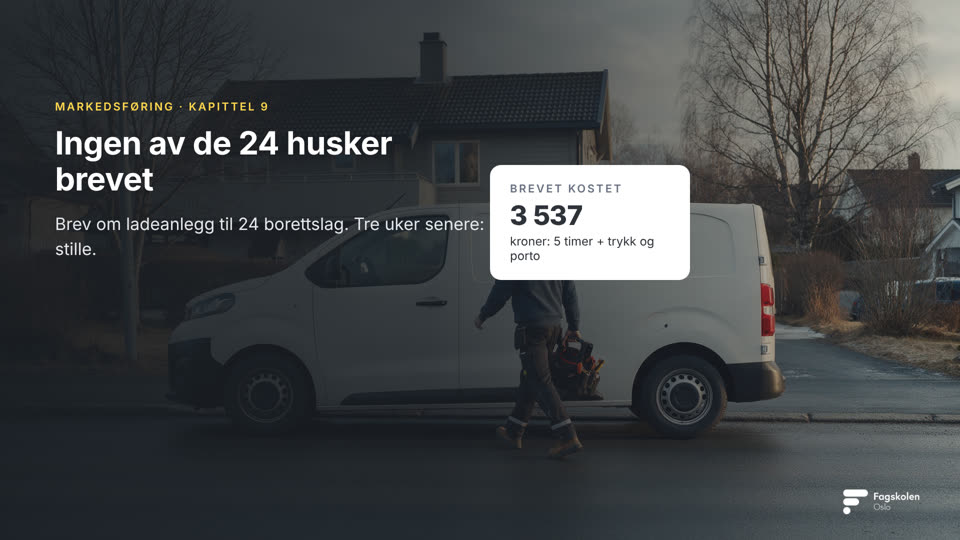 MARKEDSFØRING · KAPITTEL 9
Ingen av de 24 husker
brevet
Brev om ladeanlegg til 24 borettslag. Tre uker senere:
stille.
BREVET KOSTET
3 537
kroner: 5 timer + trykk og
porto
Fagskolen
Oslo